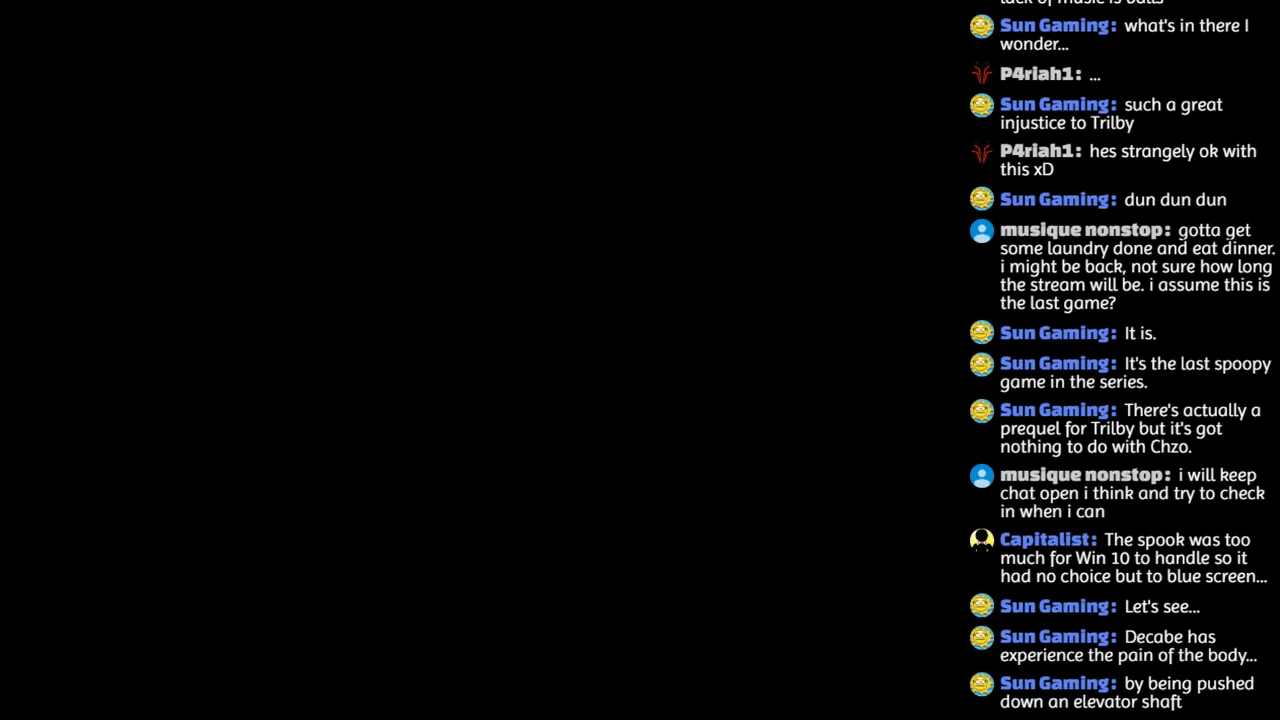 Sun Gaming: what's in there I
wonder...
P4riah1: ...
Sun Gaming: such a great
injustice to Trilby
P4riah1: hes strangely ok with
this xD
Sun Gaming: dun dun dun
musique nonstop: gotta get
some laundry done and eat dinner.
i might be back, not sure how long
the stream will be. i assume this is
the last game?
Sun Gaming: It is.
Sun Gaming: It's the last spoopy
game in the series.
Sun Gaming: There's actually a
prequel for Trilby but it's got
nothing to do with Chzo.
musique nonstop: i will keep
chat open i think and try to check
in when i can
Capitalist: The spook was too
much for Win 10 to handle so it
had no choice but to blue screen...
Sun Gaming: Let's see...
Sun Gaming: Decabe has
experience the pain of the body...
Sun Gaming: by being pushed
down an elevator shaft